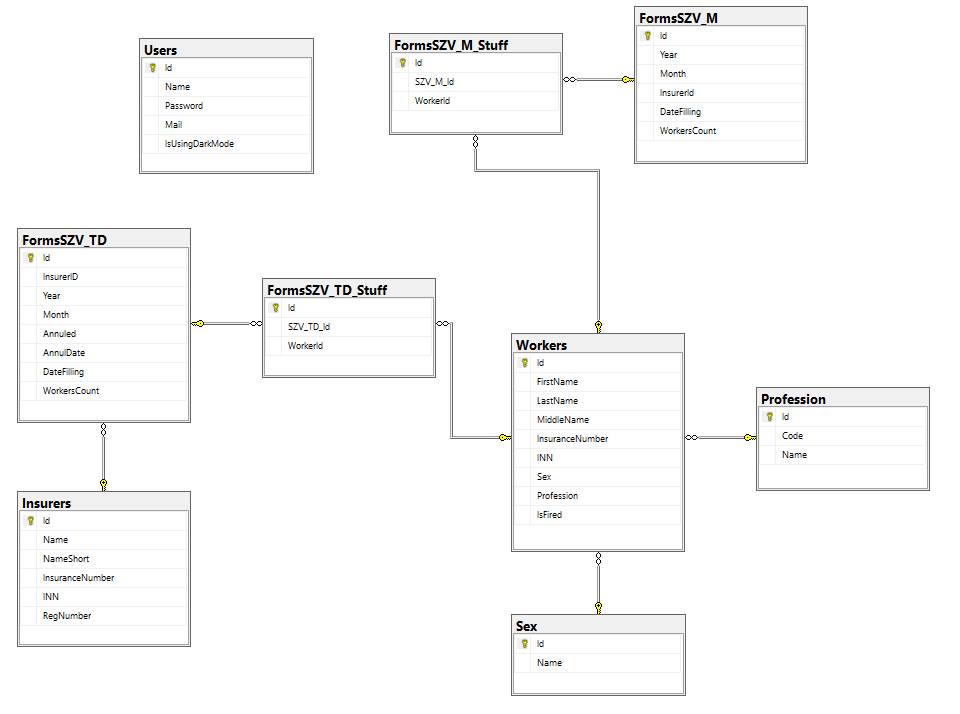 Users
Id
Name
Password
Mail
IsUsingDarkMode
FormsSZV_M_Stuff
Id
SZV_M_Id
WorkerId
FormsSZV_M
Id
Year
Month
InsurerId
DateFilling
WorkersCount
FormsSZV_TD
Id
InsurerID
Year
Month
Annuled
AnnulDate
DateFilling
WorkersCount
FormsSZV_TD_Stuff
Id
SZV_TD_Id
WorkerId
Workers
Id
FirstName
LastName
MiddleName
InsuranceNumber
INN
Sex
Profession
IsFired
Profession
Id
Code
Name
Insurers
Id
Name
NameShort
InsuranceNumber
INN
RegNumber
Sex
Id
Name